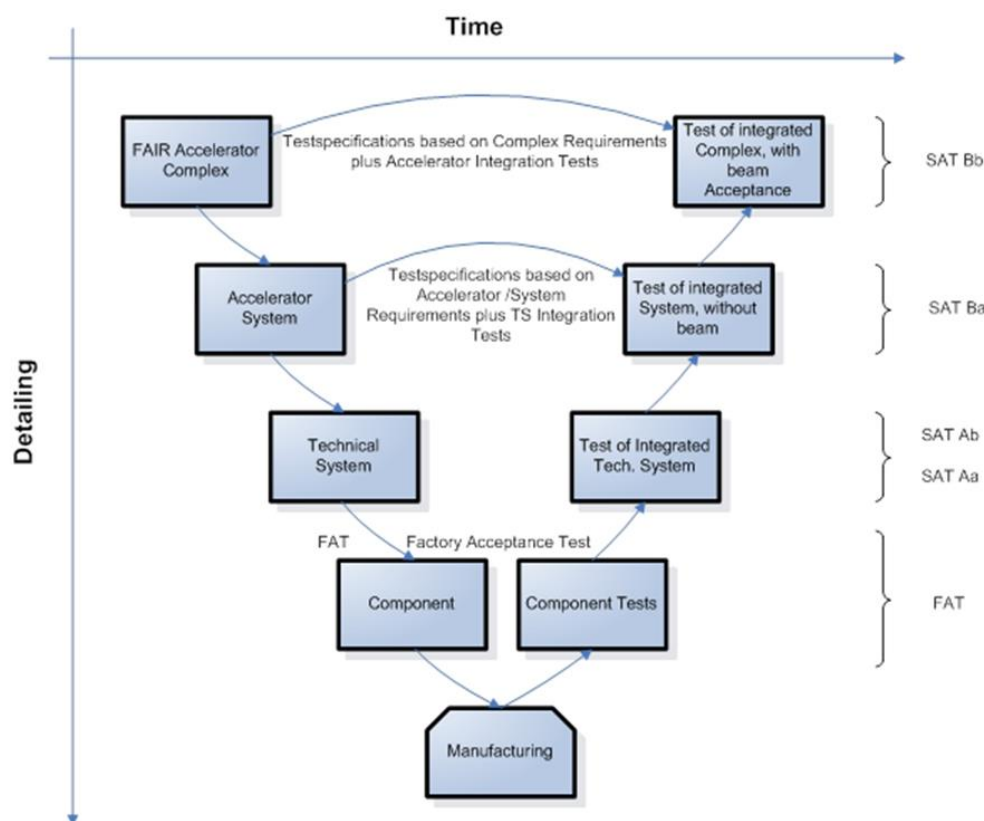 Time
FAIR Accelerator
Complex
Testspecifications based on Complex Requirements
plus Accelerator Integration Tests
Test of integrated
Complex, with
beam
Acceptance
SAT Bb
Accelerator
System
Testspecifications based on
Accelerator /System
Requirements plus TS Integration
Tests
Test of integrated
System, without
beam
SAT Ba
Detailing
Technical
System
Test of Integrated
Tech. System
SAT Ab
SAT Aa
FAT
Factory Acceptance Test
Component
Component Tests
FAT
Manufacturing